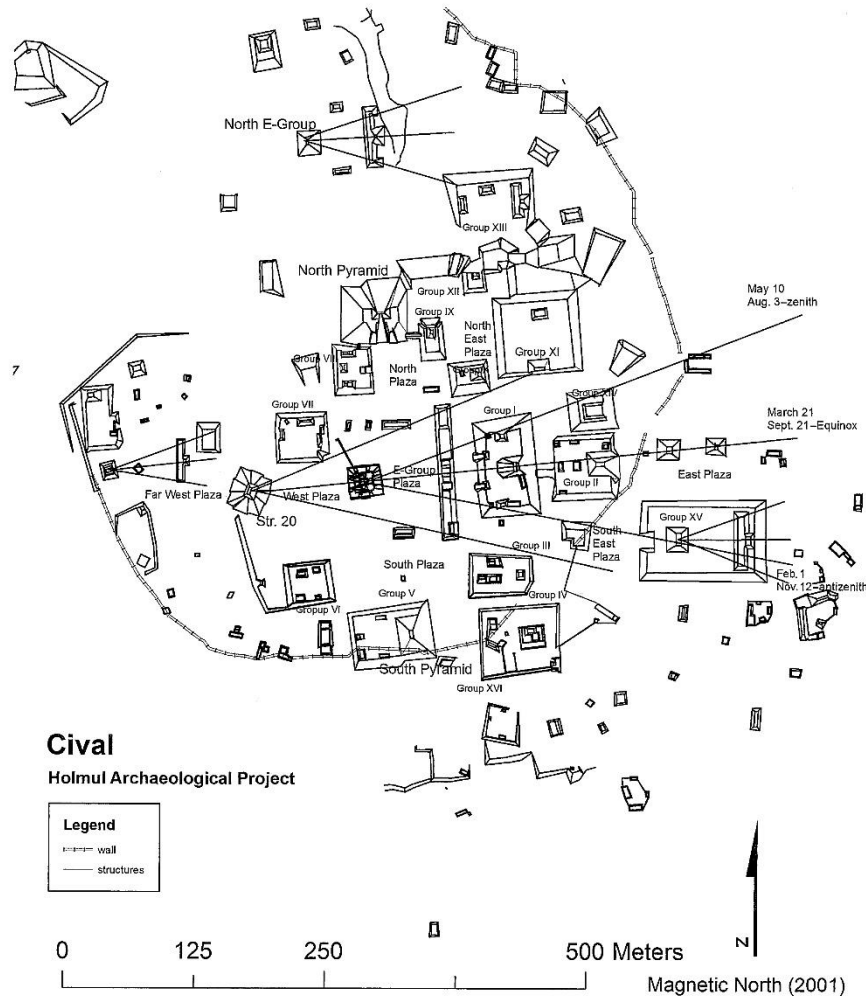 North E-Group
Group XIII
North Pyramid
Group XII
Group IX
North
East
Plaza
Group XI
May 10
Aug. 3–zenith
7
North
Plaza
Group VII
Group I
March 21
Sept. 21–Equinox
E-Group
Plaza
Group II
East Plaza
Far West Plaza
West Plaza
Str. 20
Group XV
South
East
Plaza
Group III
South Plaza
Feb. 1
Nov. 12–antizenith
Gropup VI
Group V
Group IV
South Pyramid
Group XVI
Cival
Holmul Archaeological Project
Legend
wall
structures
0
125
250
500 Meters
N
Magnetic North (2001)